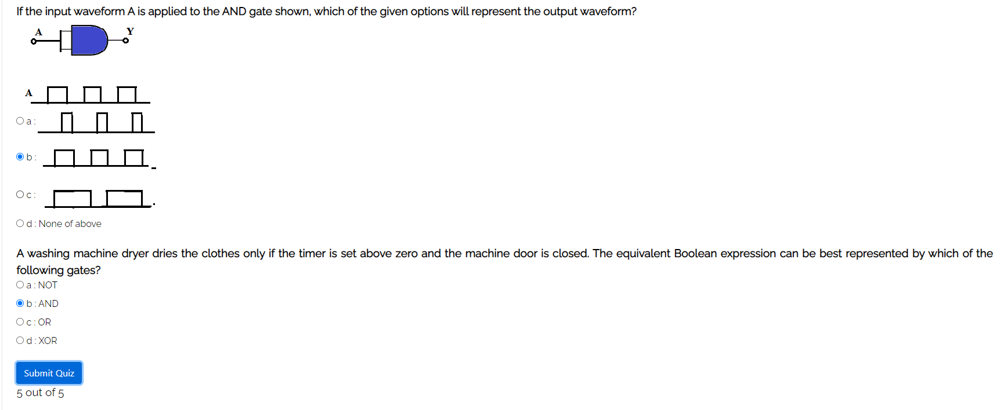 If the input waveform A is applied to the AND gate shown, which of the given options will represent the output waveform?
A Y
A
a :
b :
c :
d : None of above
A washing machine dryer dries the clothes only if the timer is set above zero and the machine door is closed. The equivalent Boolean expression can be best represented by which of the
following gates?
a : NOT
b : AND
c : OR
d : XOR
Submit Quiz
5 out of 5